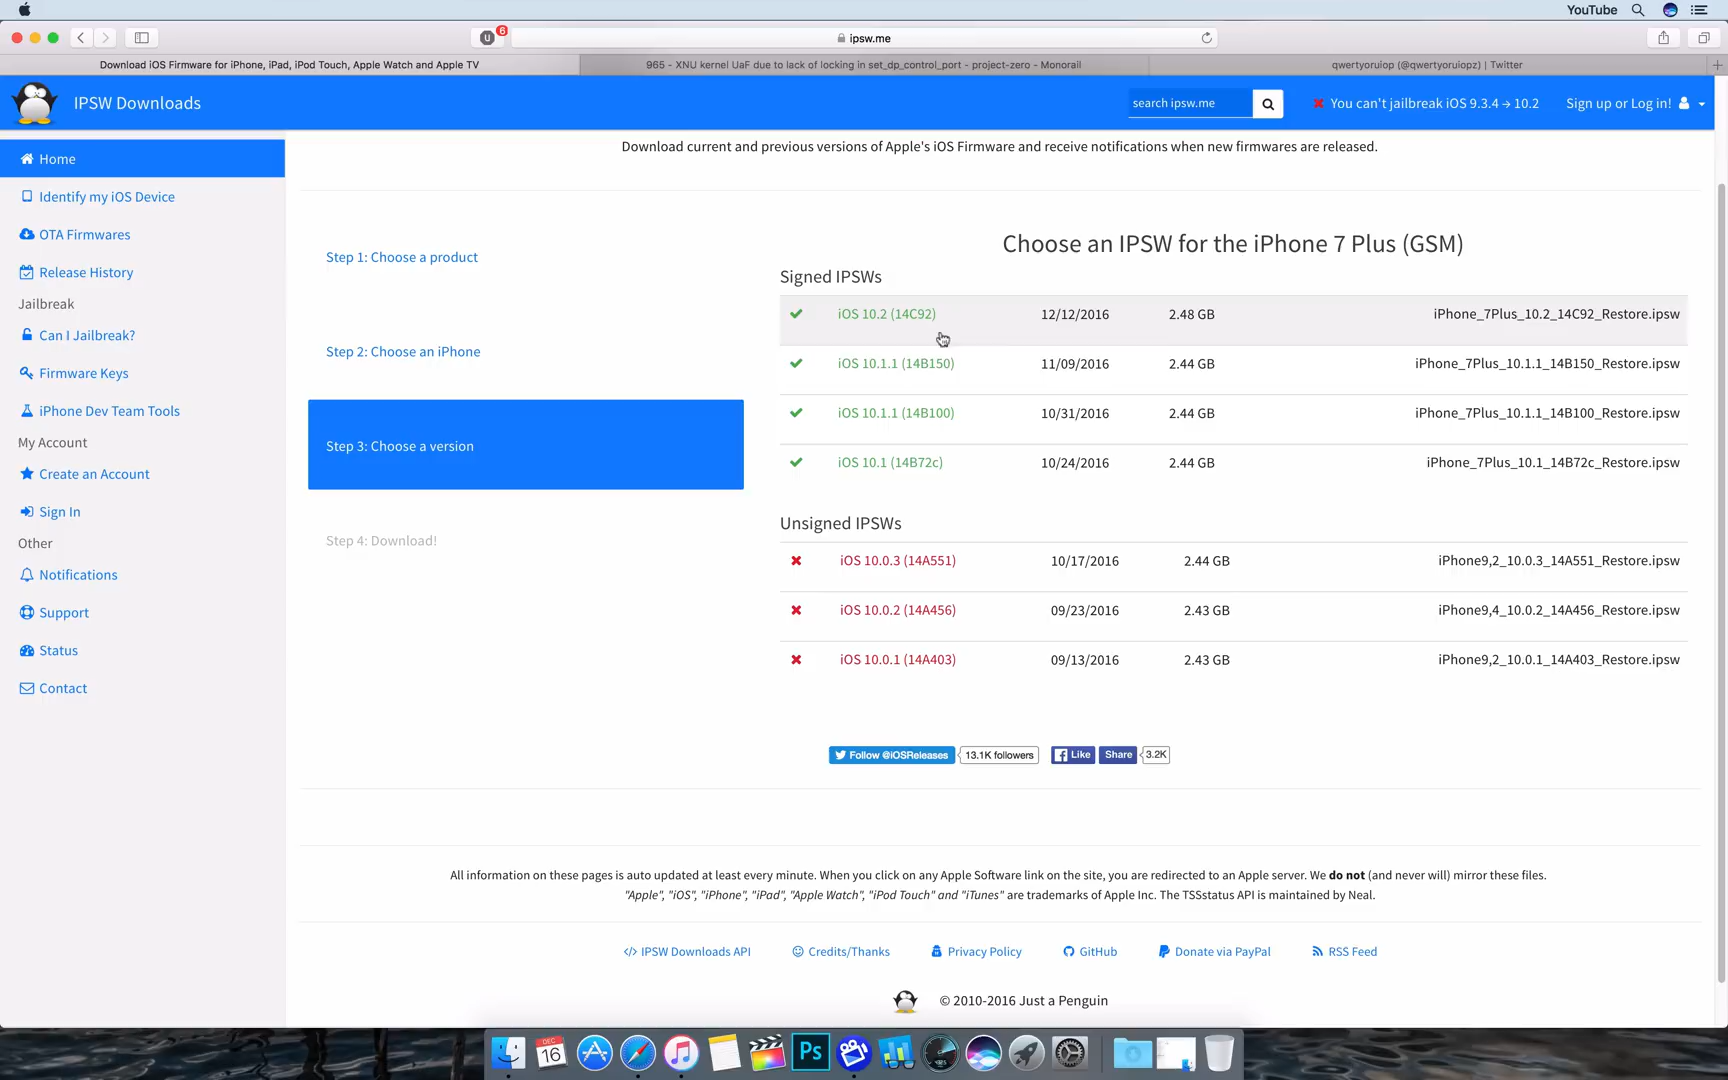 YouTube
U 6
ipsw.me
Download iOS Firmware for iPhone, iPad, iPod Touch, Apple Watch and Apple TV
965 - XNU kernel UaF due to lack of locking in set_dp_control_port - project-zero - Monorail
qwertyoruiop (@qwertyoruiopz) | Twitter
IPSW Downloads
search ipsw.me
You can't jailbreak iOS 9.3.4 → 10.2
Sign up or Log in!
Home
Identify my iOS Device
OTA Firmwares
Release History
Jailbreak
Can I Jailbreak?
Firmware Keys
iPhone Dev Team Tools
My Account
Create an Account
Sign In
Other
Notifications
Support
Status
Contact
Download current and previous versions of Apple's iOS Firmware and receive notifications when new firmwares are released.
Step 1: Choose a product
Step 2: Choose an iPhone
Step 3: Choose a version
Step 4: Download!
Choose an IPSW for the iPhone 7 Plus (GSM)
Signed IPSWs
iOS 10.2 (14C92) 12/12/2016 2.48 GB iPhone_7Plus_10.2_14C92_Restore.ipsw
iOS 10.1.1 (14B150) 11/09/2016 2.44 GB iPhone_7Plus_10.1.1_14B150_Restore.ipsw
iOS 10.1.1 (14B100) 10/31/2016 2.44 GB iPhone_7Plus_10.1.1_14B100_Restore.ipsw
iOS 10.1 (14B72c) 10/24/2016 2.44 GB iPhone_7Plus_10.1_14B72c_Restore.ipsw
Unsigned IPSWs
iOS 10.0.3 (14A551) 10/17/2016 2.44 GB iPhone9,2_10.0.3_14A551_Restore.ipsw
iOS 10.0.2 (14A456) 09/23/2016 2.43 GB iPhone9,4_10.0.2_14A456_Restore.ipsw
iOS 10.0.1 (14A403) 09/13/2016 2.43 GB iPhone9,2_10.0.1_14A403_Restore.ipsw
Follow @iOSReleases 13.1K followers Like Share 3.2K
All information on these pages is auto updated at least every minute. When you click on any Apple Software link on the site, you are redirected to an Apple server. We do not (and never will) mirror these files.
"Apple", "iOS", "iPhone", "iPad", "Apple Watch", "iPod Touch" and "iTunes" are trademarks of Apple Inc. The TSSstatus API is maintained by Neal.
</> IPSW Downloads API Credits/Thanks Privacy Policy GitHub Donate via PayPal RSS Feed
© 2010-2016 Just a Penguin
DEC
16
Ps